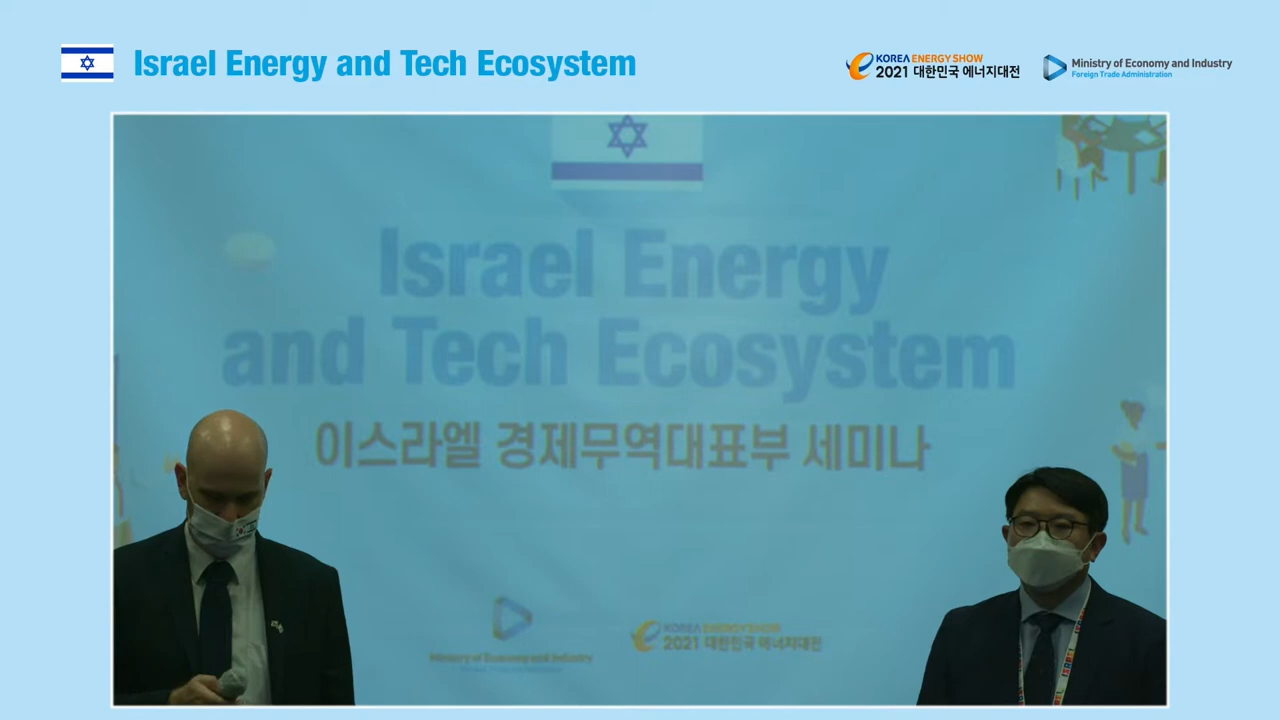 Israel Energy and Tech Ecosystem
KOREA ENERGY SHOW
2021 대한민국 에너지대전
Ministry of Economy and Industry
Foreign Trade Administration
Israel Energy
and Tech Ecosystem
이스라엘 경제무역대표부 세미나
Ministry of Economy and Industry
KOREA ENERGY SHOW
2021 대한민국 에너지대전